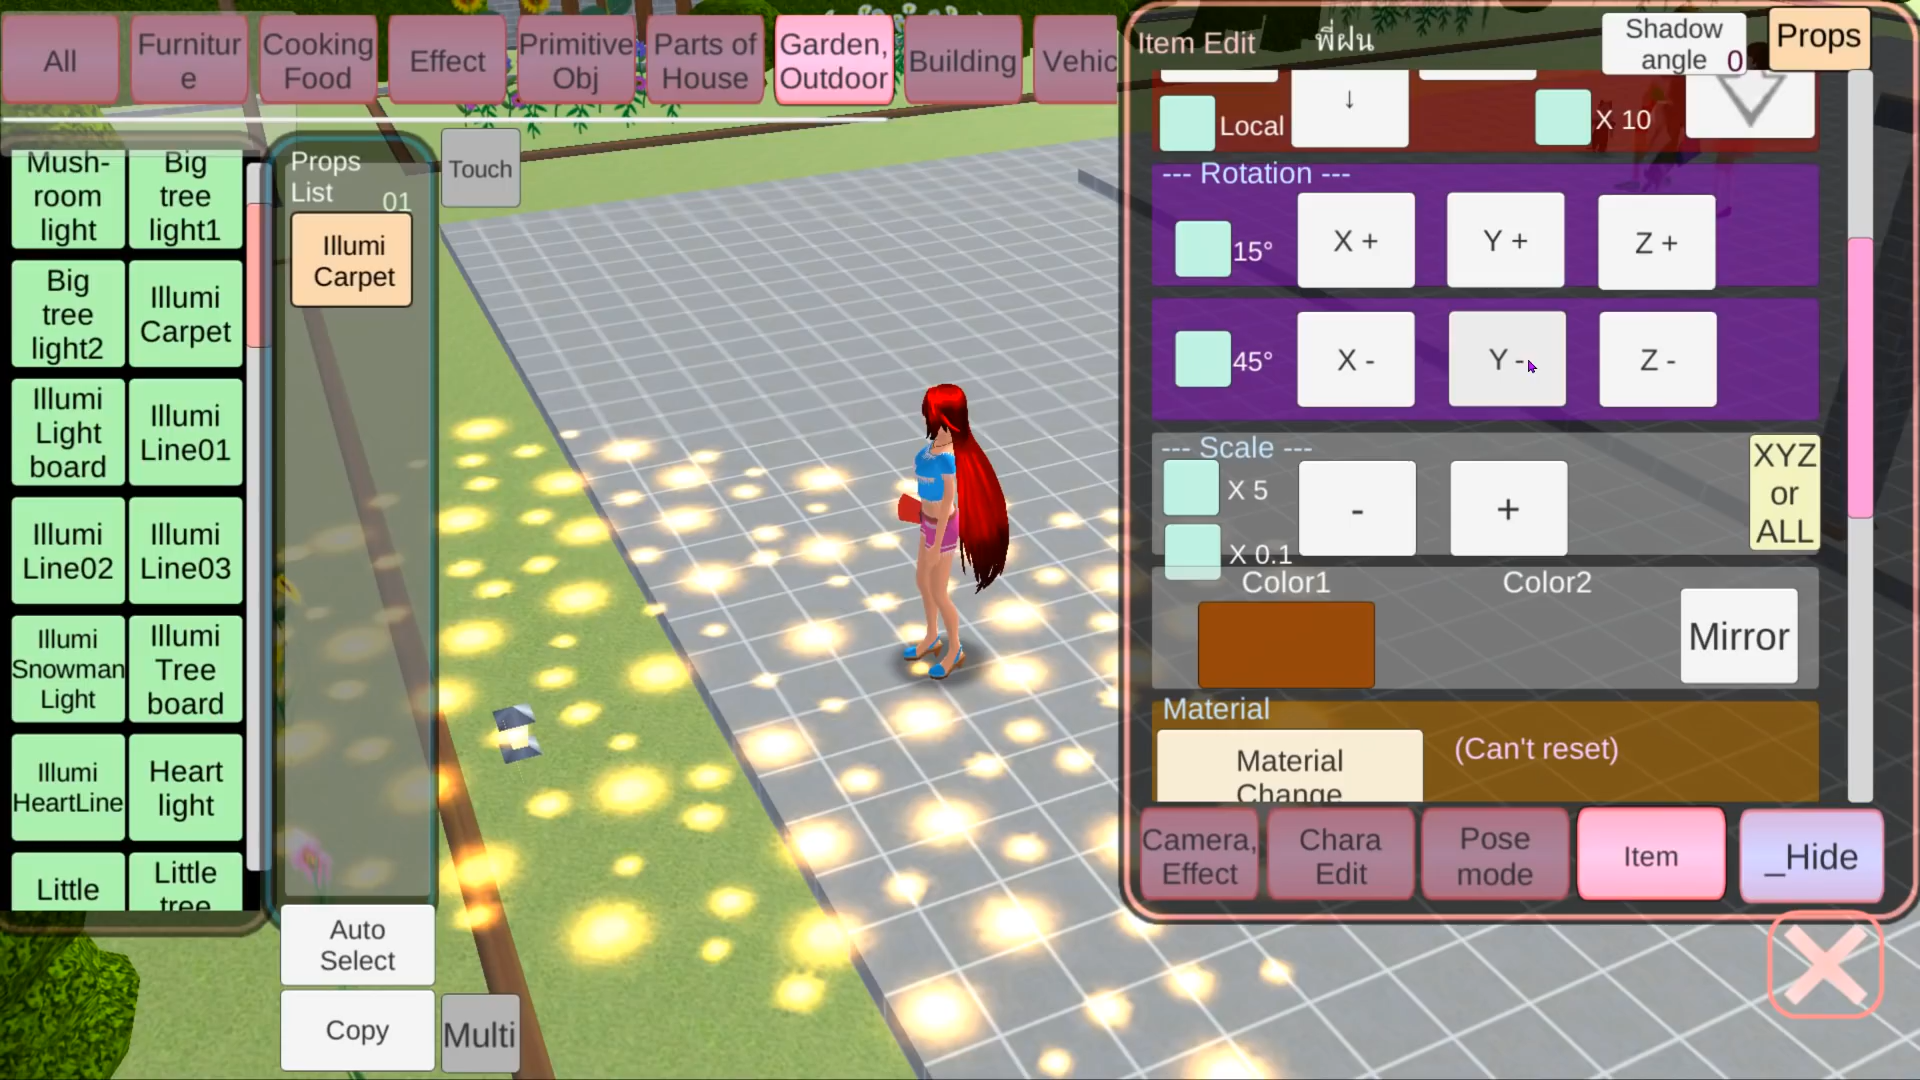 All
Furnitur
e
Cooking
Food
Effect
Primitive
Obj
Parts of
House
Garden,
Outdoor
Building
Vehic
Mush-
room
light
Big
tree
light1
Big
tree
light2
Illumi
Carpet
Illumi
Light
board
Illumi
Line01
Illumi
Line02
Illumi
Line03
Illumi
Snowman
Light
Illumi
Tree
board
Illumi
HeartLine
Heart
light
Little
Little
tree
Props
List
01
Illumi
Carpet
Touch
Auto
Select
Copy
Multi
Item Edit
พี่ฝน
Shadow
angle 0
Props
Local
↓
X 10
--- Rotation ---
15°
X +
Y +
Z +
45°
X -
Y -
Z -
--- Scale ---
X 5
X 0.1
-
+
XYZ
or
ALL
Color1
Color2
Mirror
Material
Material
Change
(Can't reset)
Camera,
Effect
Chara
Edit
Pose
mode
Item
_Hide